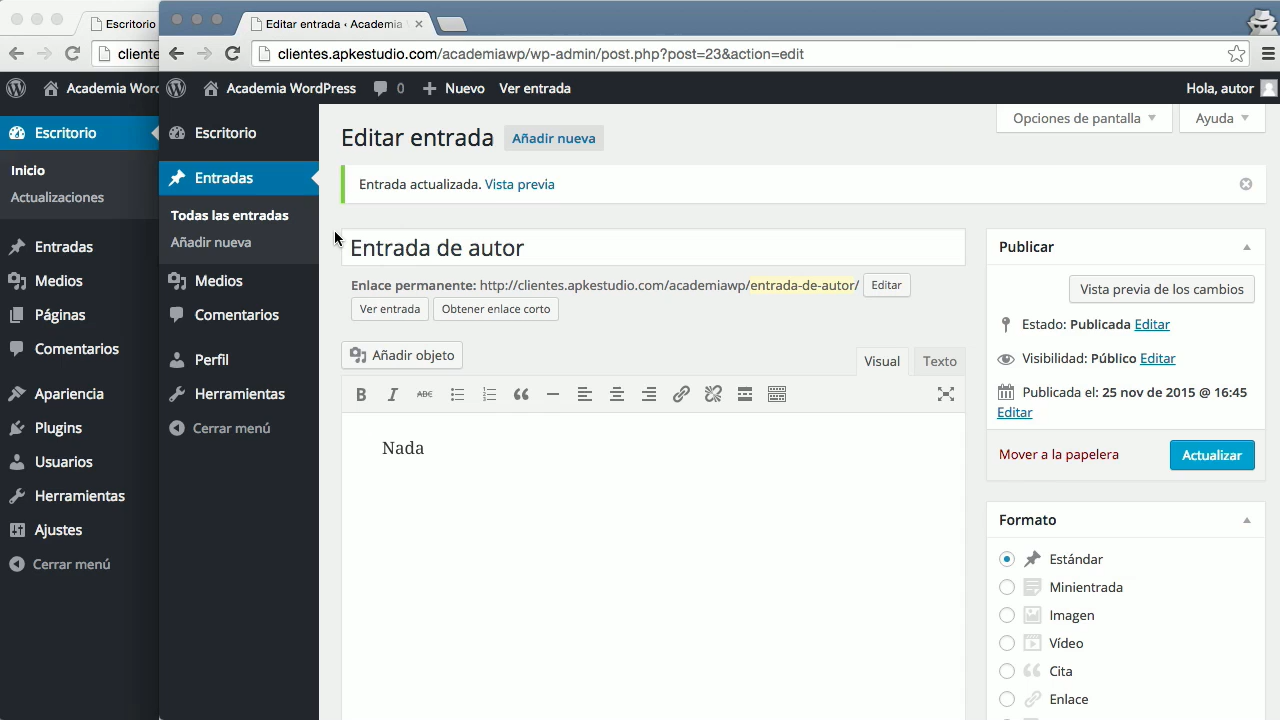 Escritorio
Editar entrada ‹ Academia
cliente
clientes.apkestudio.com/academiawp/wp-admin/post.php?post=23&action=edit
Academia Wor
Academia WordPress
0
Nuevo
Ver entrada
Hola, autor
Escritorio
Inicio
Actualizaciones
Entradas
Medios
Páginas
Comentarios
Apariencia
Plugins
Usuarios
Herramientas
Ajustes
Cerrar menú
Escritorio
Entradas
Todas las entradas
Añadir nueva
Medios
Comentarios
Perfil
Herramientas
Cerrar menú
Opciones de pantalla
Ayuda
Editar entrada
Añadir nueva
Entrada actualizada. Vista previa
Entrada de autor
Enlace permanente: http://clientes.apkestudio.com/academiawp/entrada-de-autor/ Editar
Ver entrada
Obtener enlace corto
Añadir objeto
Visual
Texto
B I ABC
Nada
Publicar
Vista previa de los cambios
Estado: Publicada Editar
Visibilidad: Público Editar
Publicada el: 25 nov de 2015 @ 16:45
Editar
Mover a la papelera
Actualizar
Formato
Estándar
Minientrada
Imagen
Vídeo
Cita
Enlace